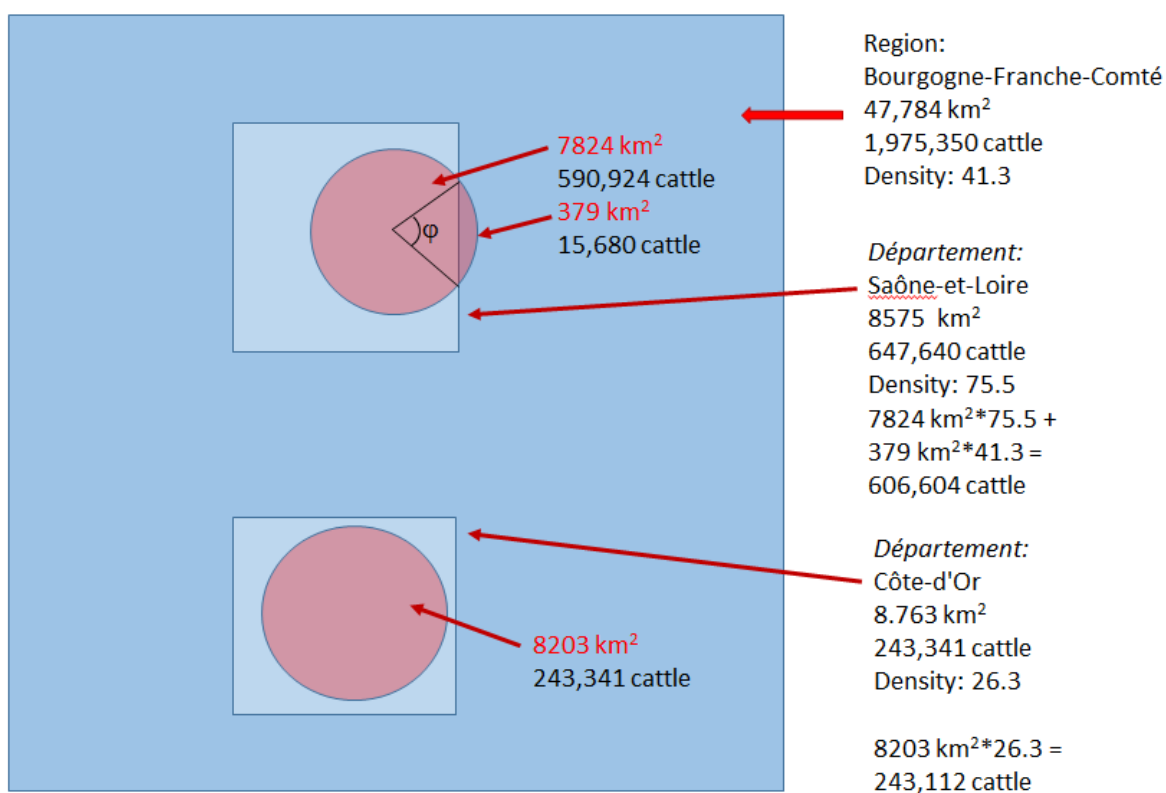 Region:
Bourgogne-Franche-Comté
47,784 km²
1,975,350 cattle
Density: 41.3
7824 km²
590,924 cattle
379 km²
15,680 cattle
φ
Département:
Saône-et-Loire
8575 km²
647,640 cattle
Density: 75.5
7824 km²*75.5 +
379 km²*41.3 =
606,604 cattle
Département:
Côte-d'Or
8.763 km²
243,341 cattle
Density: 26.3
8203 km²
243,341 cattle
8203 km²*26.3 =
243,112 cattle